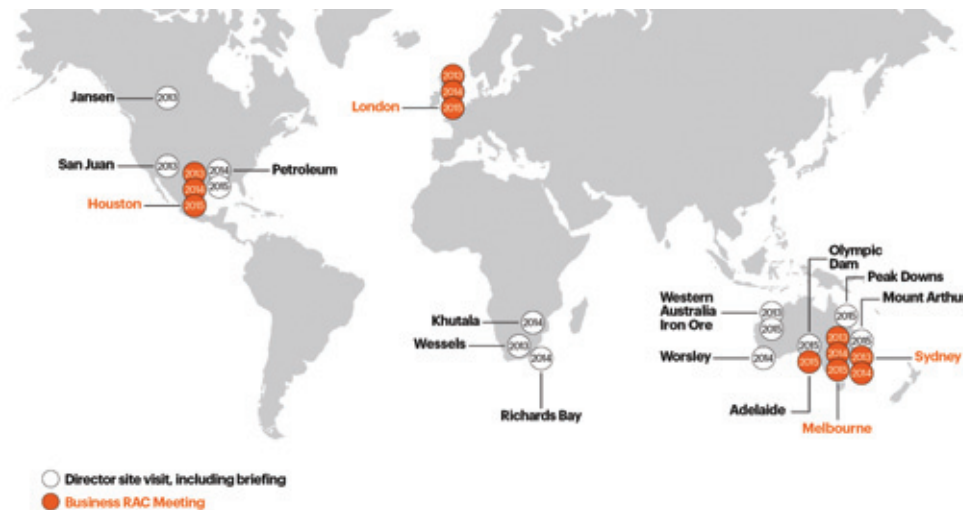 2013
Jansen
2013
London
2014
2015
San Juan
2013
2013
2014
Petroleum
2014
2015
Houston
2015
Olympic
Dam
Peak Downs
Western
Australia
Iron Ore
2013
2015
2015
Mount Arthur
Khutala
2014
Wessels
2013
2014
Worsley
2014
2015
2015
2013
2014
2015
2015
2013
2014
Sydney
Richards Bay
Adelaide
Melbourne
Director site visit, including briefing
Business RAC Meeting